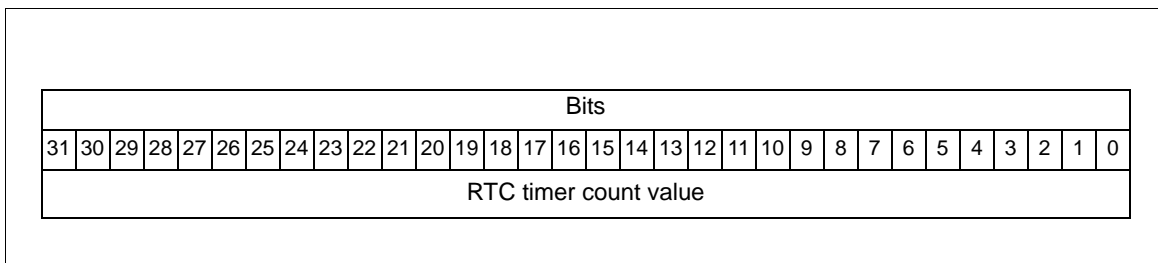 Bits
31 30 29 28 27 26 25 24 23 22 21 20 19 18 17 16 15 14 13 12 11 10 9 8 7 6 5 4 3 2 1 0
RTC timer count value